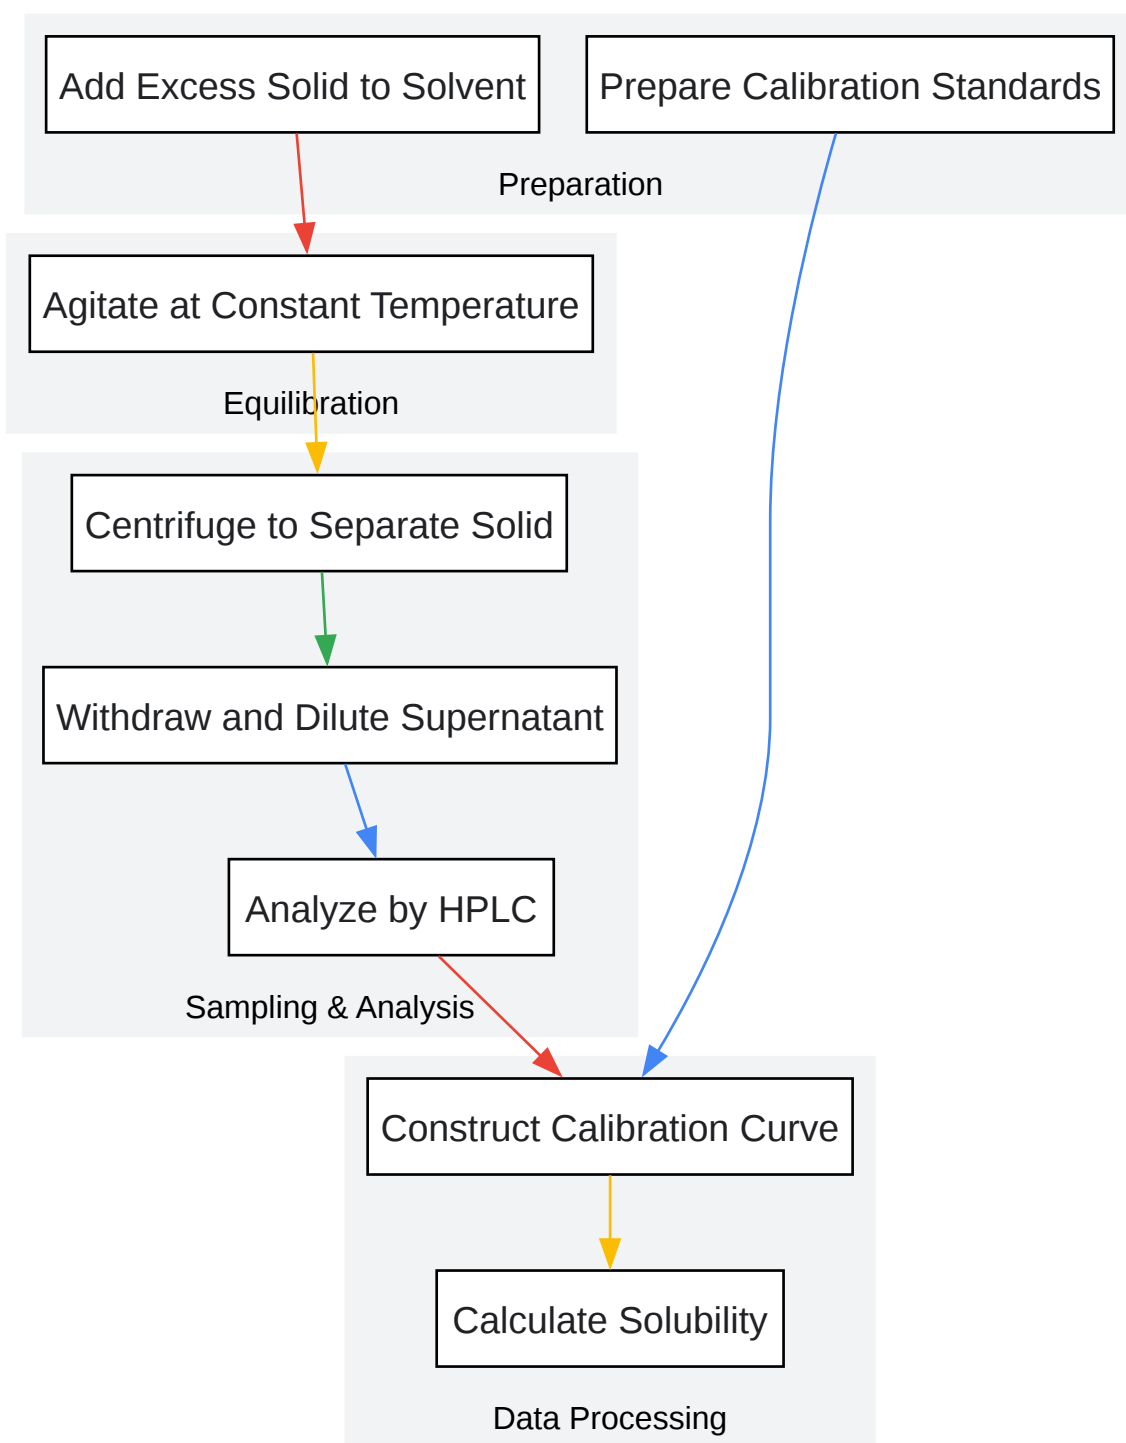 Add Excess Solid to Solvent
Prepare Calibration Standards
Preparation
Agitate at Constant Temperature
Equilibration
Centrifuge to Separate Solid
Withdraw and Dilute Supernatant
Analyze by HPLC
Sampling & Analysis
Construct Calibration Curve
Calculate Solubility
Data Processing